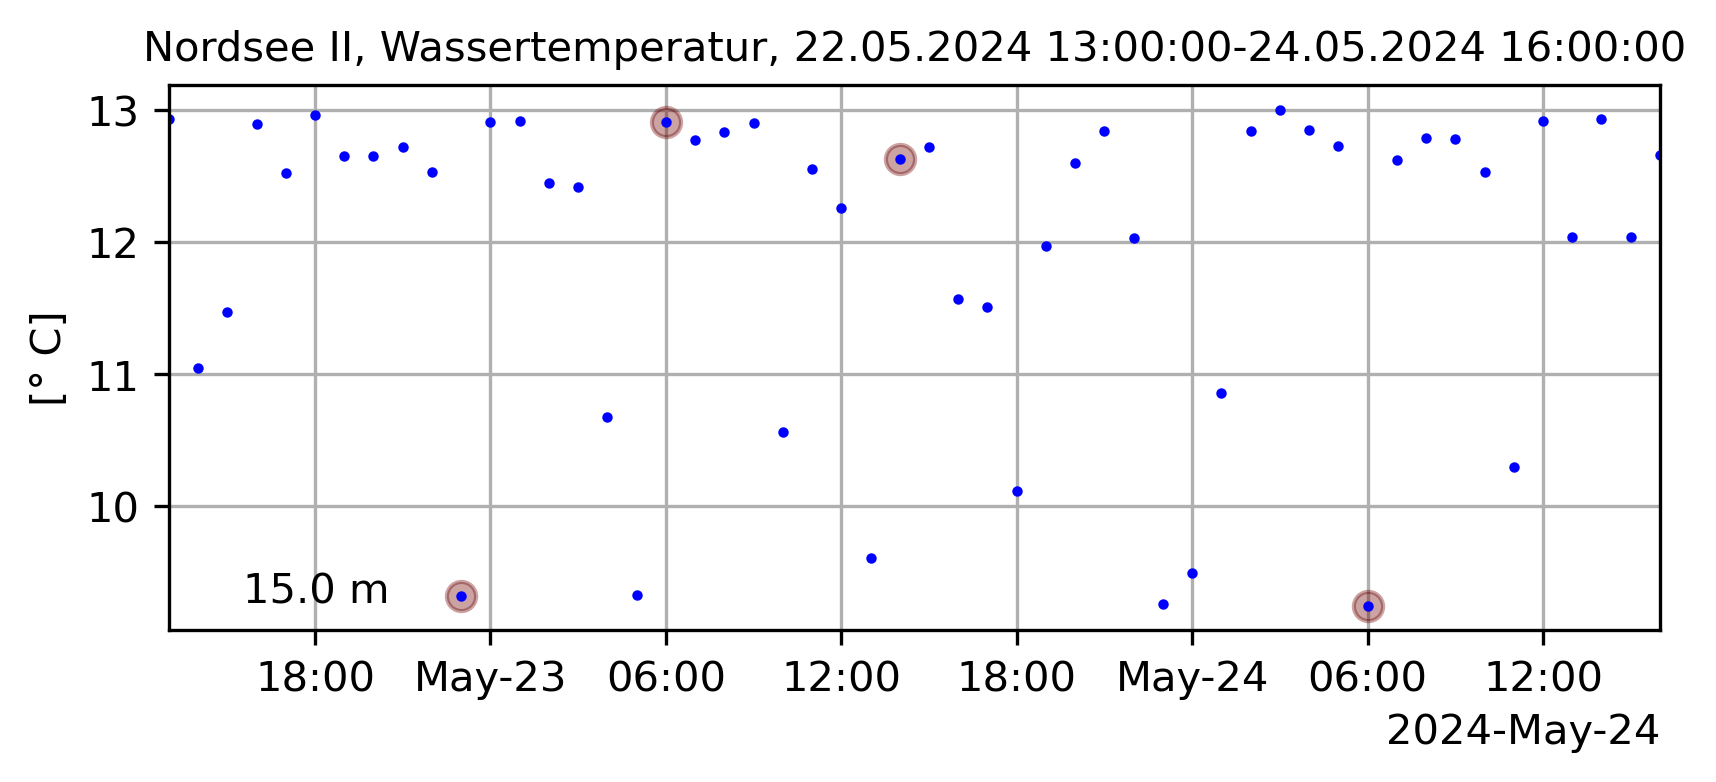 Nordsee II, Wassertemperatur, 22.05.2024 13:00:00-24.05.2024 16:00:00
13
12
11
10
[° C]
15.0 m
18:00 May-23 06:00 12:00 18:00 May-24 06:00 12:00
2024-May-24